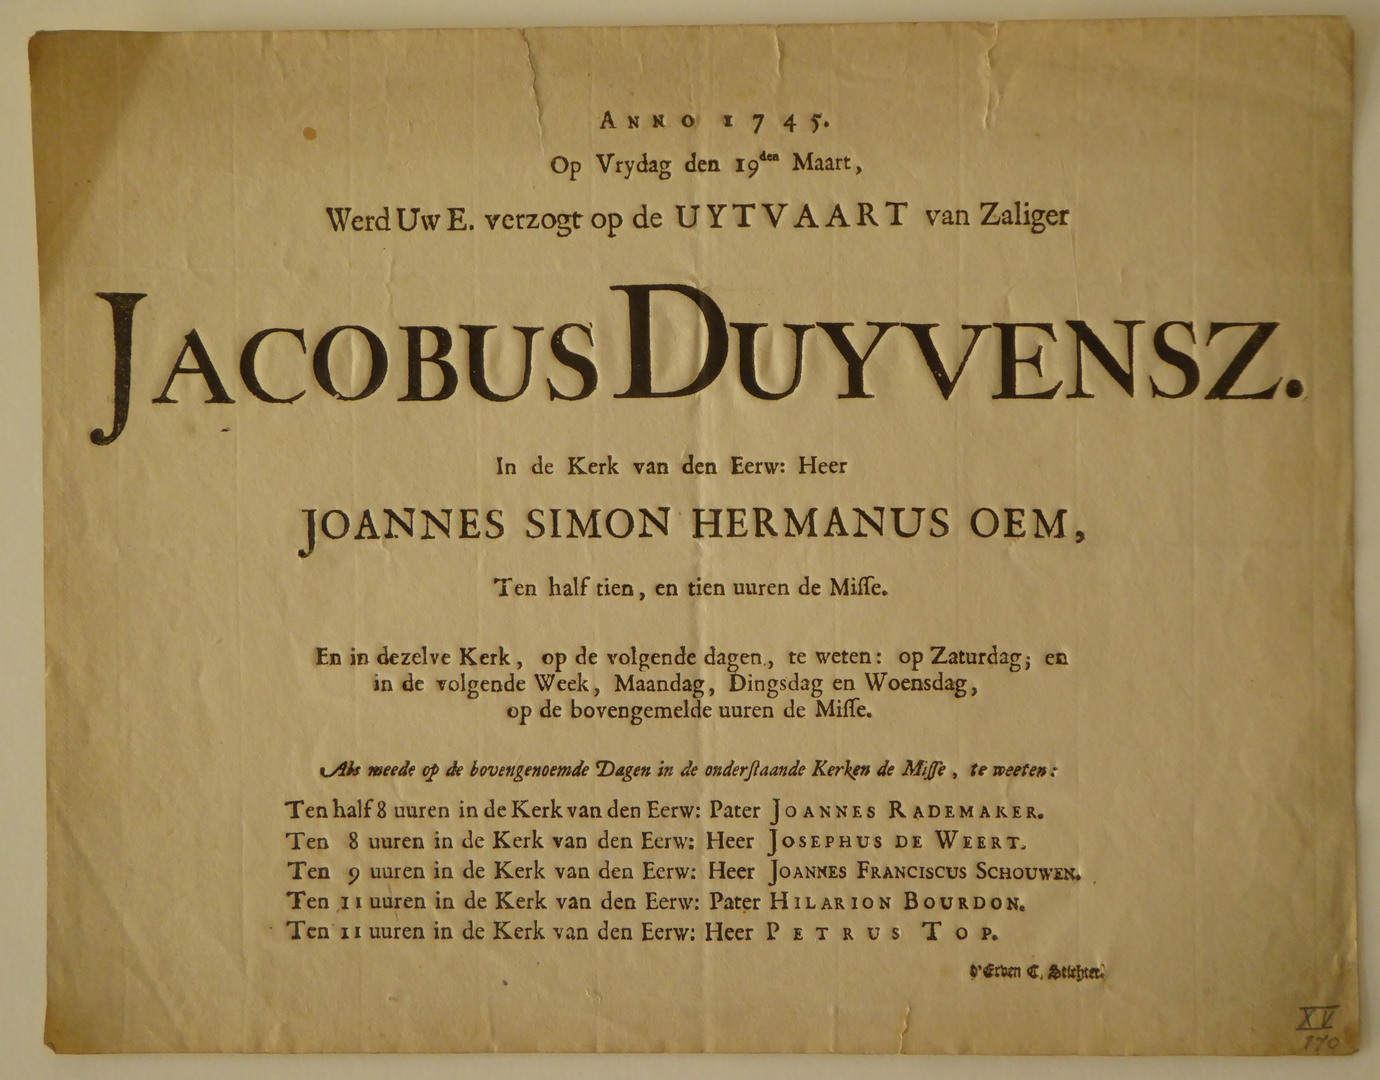 ANNO 1745.
Op Vrydag den 19den Maart,
Werd Uw E. verzogt op de UYTVAART van Zaliger
JACOBUS DUYVENSZ.
In de Kerk van den Eerw: Heer
JOANNES SIMON HERMANUS OEM,
Ten half tien, en tien uuren de Miſſe.
En in dezelve Kerk, op de volgende dagen, te weten: op Zaturdag; en
in de volgende Week, Maandag, Dingsdag en Woensdag,
op de bovengemelde uuren de Miſſe.
Als meede op de bovengenoemde Dagen in de onderſtaande Kerken de Miſſe, te weeten:
Ten half 8 uuren in de Kerk van den Eerw: Pater JOANNES RADEMAKER.
Ten 8 uuren in de Kerk van den Eerw: Heer JOSEPHUS DE WEERT.
Ten 9 uuren in de Kerk van den Eerw: Heer JOANNES FRANCISCUS SCHOUWEN.
Ten 11 uuren in de Kerk van den Eerw: Pater HILARION BOURDON.
Ten 11 uuren in de Kerk van den Eerw: Heer PETRUS TOP.
d'Erven C. Stichter.
XV
170